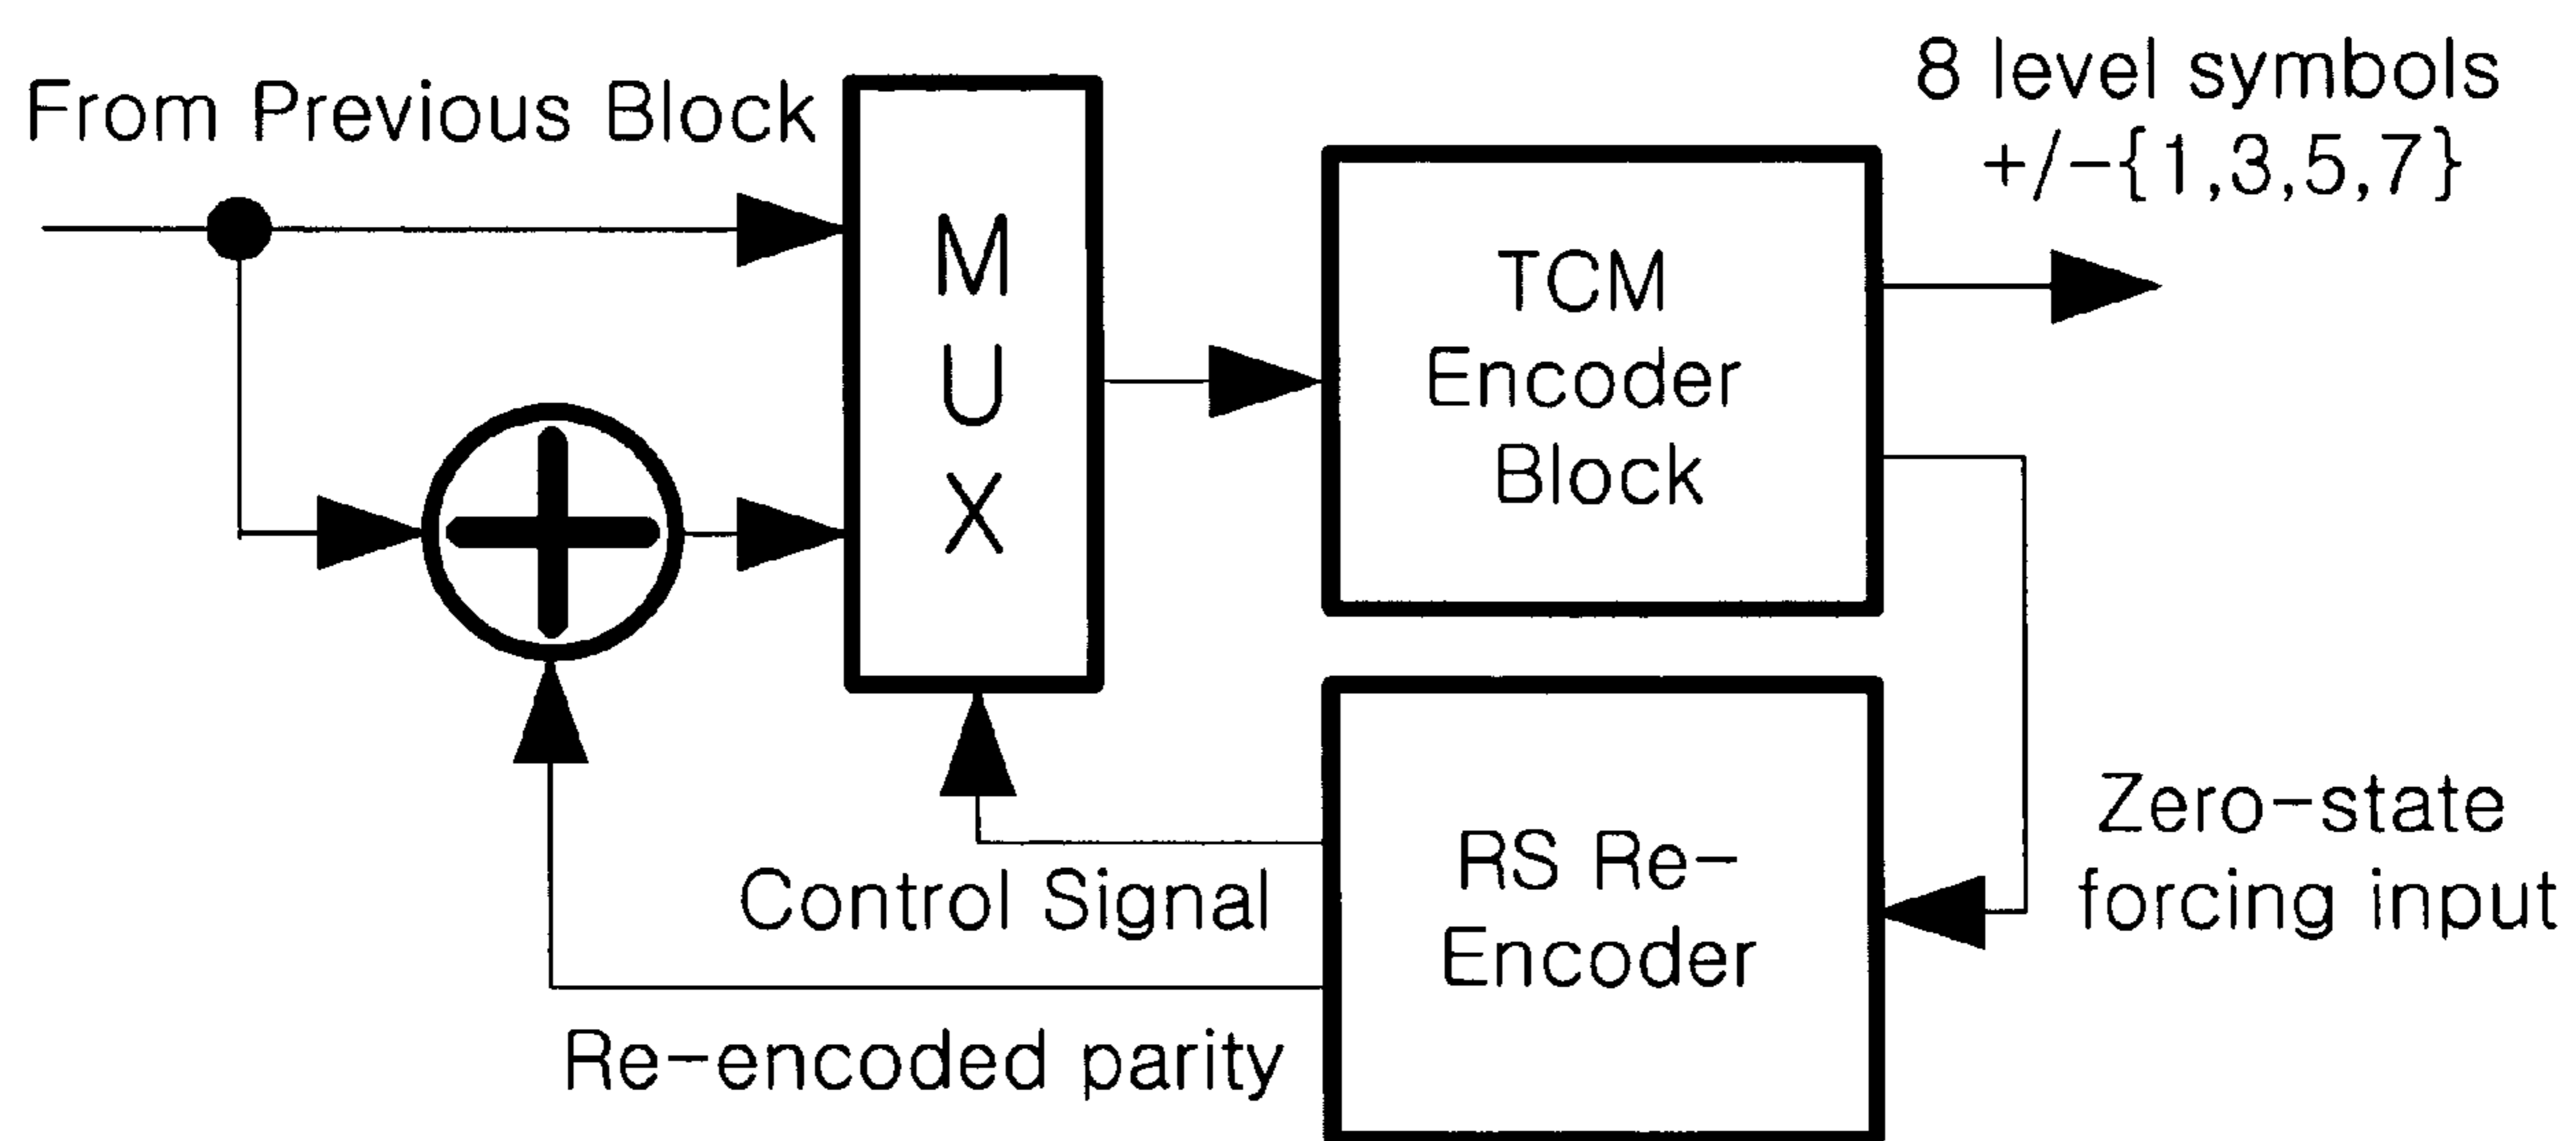 From Previous Block
8 level symbols
+/-{1,3,5,7}
M
U
X
TCM
Encoder
Block
Zero-state
forcing input
Control Signal
RS Re-
Encoder
Re-encoded parity